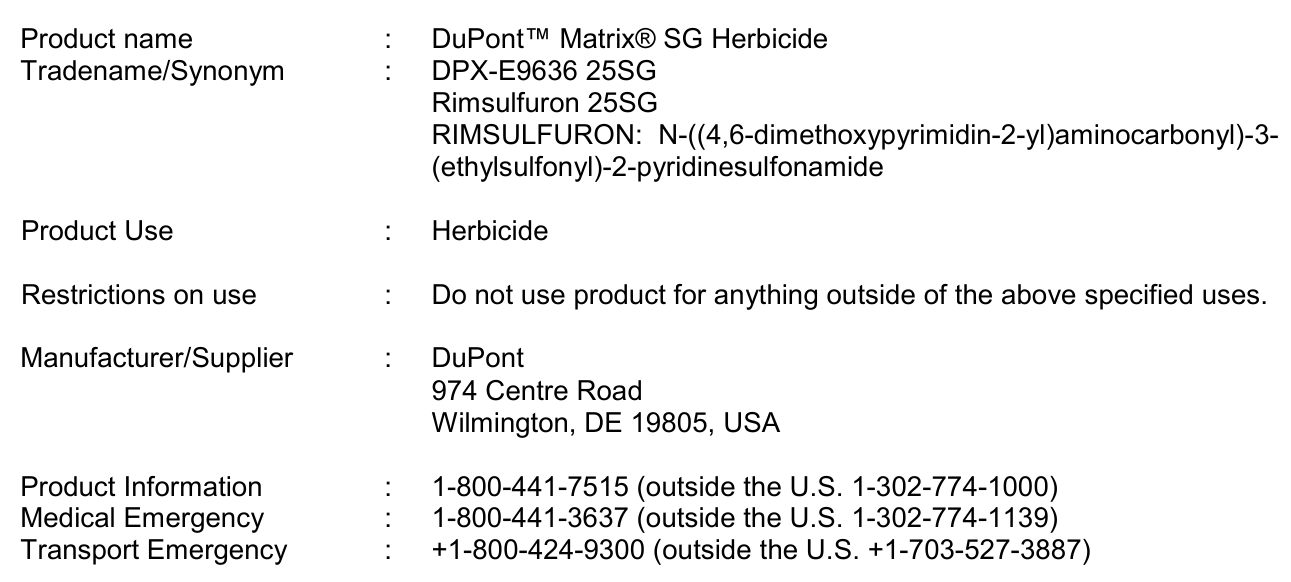 Product name : DuPont™ Matrix® SG Herbicide
Tradename/Synonym : DPX-E9636 25SG
Rimsulfuron 25SG
RIMSULFURON: N-((4,6-dimethoxypyrimidin-2-yl)aminocarbonyl)-3-
(ethylsulfonyl)-2-pyridinesulfonamide
Product Use : Herbicide
Restrictions on use : Do not use product for anything outside of the above specified uses.
Manufacturer/Supplier : DuPont
974 Centre Road
Wilmington, DE 19805, USA
Product Information : 1-800-441-7515 (outside the U.S. 1-302-774-1000)
Medical Emergency : 1-800-441-3637 (outside the U.S. 1-302-774-1139)
Transport Emergency : +1-800-424-9300 (outside the U.S. +1-703-527-3887)